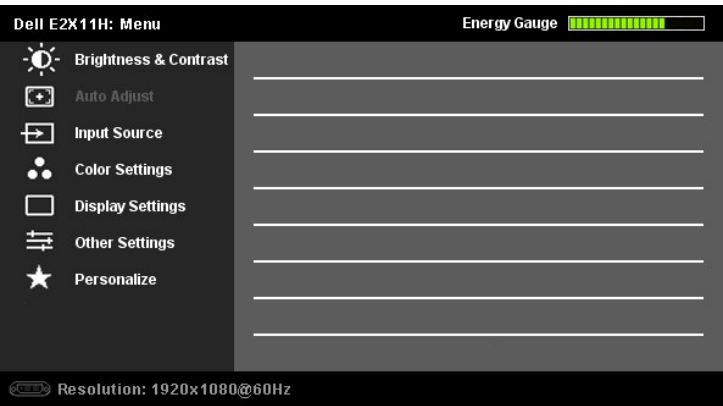 Dell E2X11H: Menu
Energy Gauge
Brightness & Contrast
Auto Adjust
Input Source
Color Settings
Display Settings
Other Settings
Personalize
Resolution: 1920x1080@60Hz